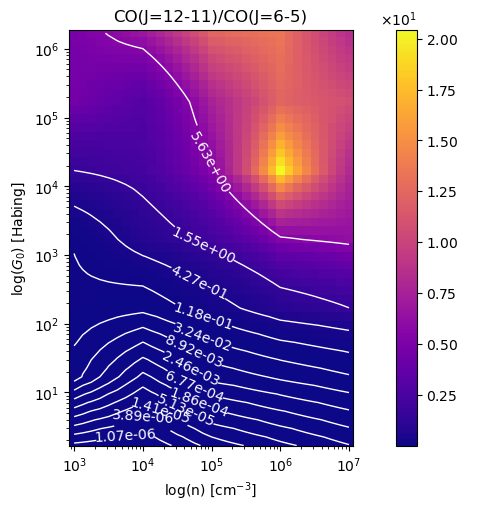 CO(J=12-11)/CO(J=6-5)
×10¹
10⁶
10⁵
10⁴
10³
10²
10¹
log(G₀) [Habing]
5.63e+00
1.55e+00
4.27e-01
1.18e-01
3.24e-02
8.92e-03
2.46e-03
6.77e-04
1.86e-04
5.13e-05
1.41e-05
3.89e-06
1.07e-06
10³
10⁴
10⁵
10⁶
10⁷
log(n) [cm⁻³]
2.00
1.75
1.50
1.25
1.00
0.75
0.50
0.25